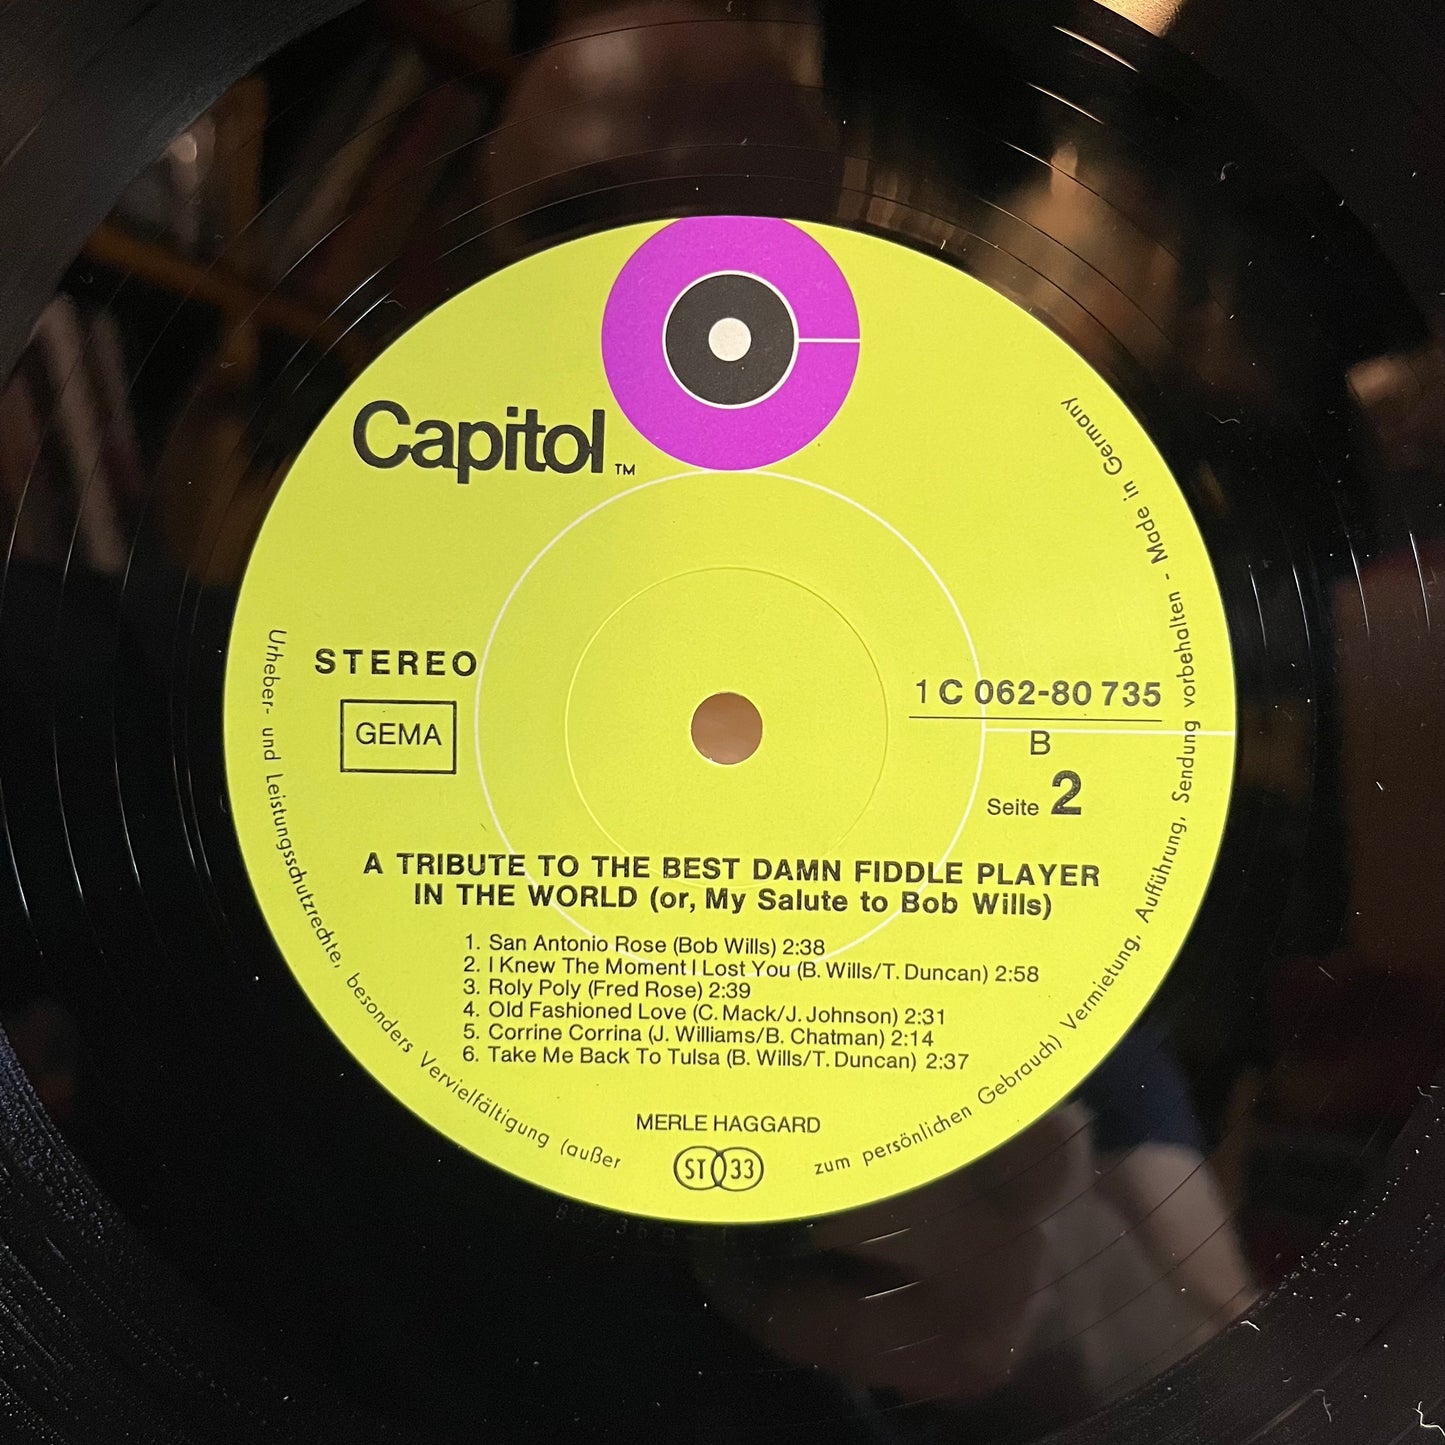 Capitol TM
STEREO
GEMA
1 C 062-80 735
B
Seite 2
A TRIBUTE TO THE BEST DAMN FIDDLE PLAYER
IN THE WORLD (or, My Salute to Bob Wills)
1. San Antonio Rose (Bob Wills) 2:38
2. I Knew The Moment I Lost You (B. Wills/T. Duncan) 2:58
3. Roly Poly (Fred Rose) 2:39
4. Old Fashioned Love (C. Mack/J. Johnson) 2:31
5. Corrine Corrina (J. Williams/B. Chatman) 2:14
6. Take Me Back To Tulsa (B. Wills/T. Duncan) 2:37
MERLE HAGGARD
ST 33
Urheber- und Leistungsschutzrechte, besonders Vervielfältigung (außer zum persönlichen Gebrauch) Vermietung, Aufführung, Sendung vorbehalten - Made in Germany